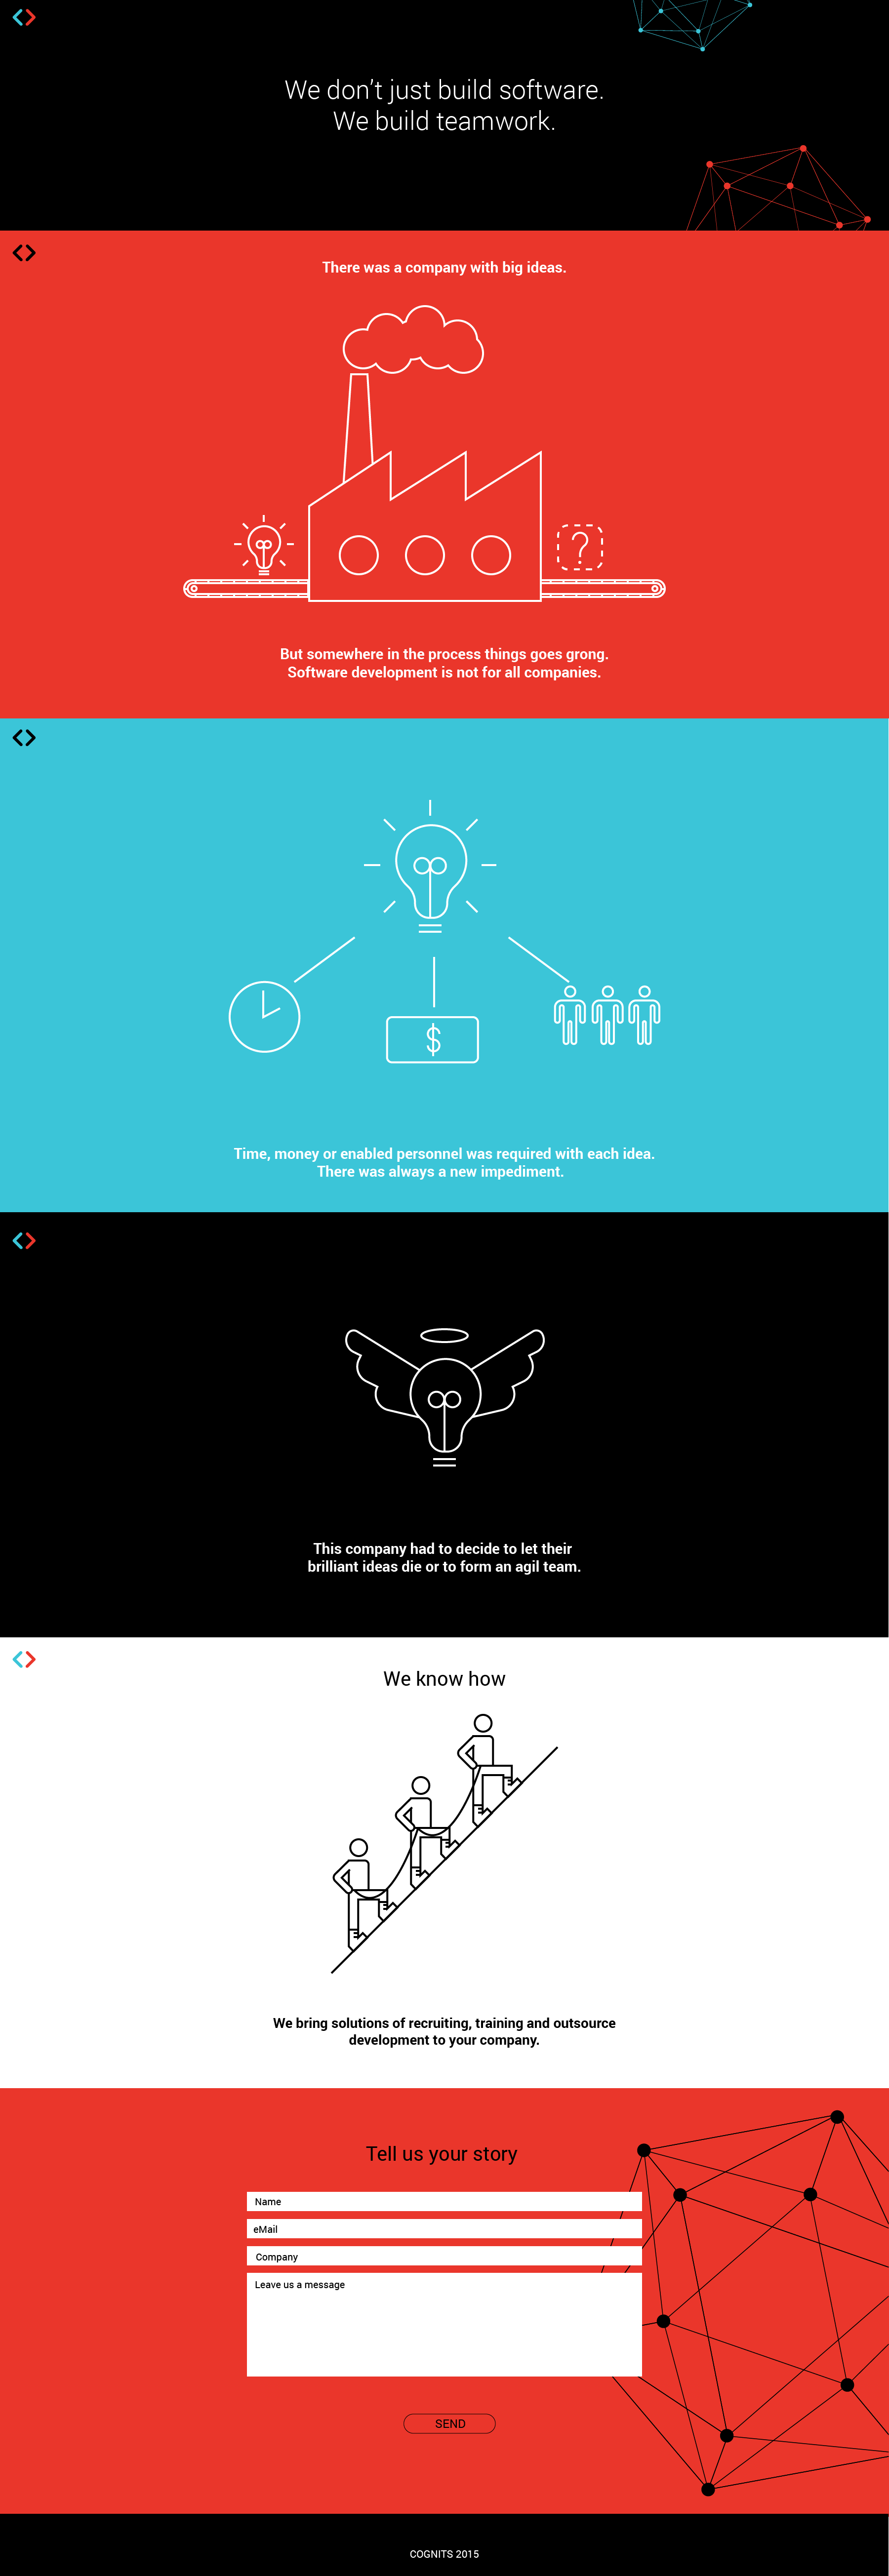 We don’t just build software.
We build teamwork.
There was a company with big ideas.
?
But somewhere in the process things goes grong.
Software development is not for all companies.
$
Time, money or enabled personnel was required with each idea.
There was always a new impediment.
This company had to decide to let their
brilliant ideas die or to form an agil team.
We know how
We bring solutions of recruiting, training and outsource
development to your company.
Tell us your story
Name
eMail
Company
Leave us a message
SEND
COGNITS 2015